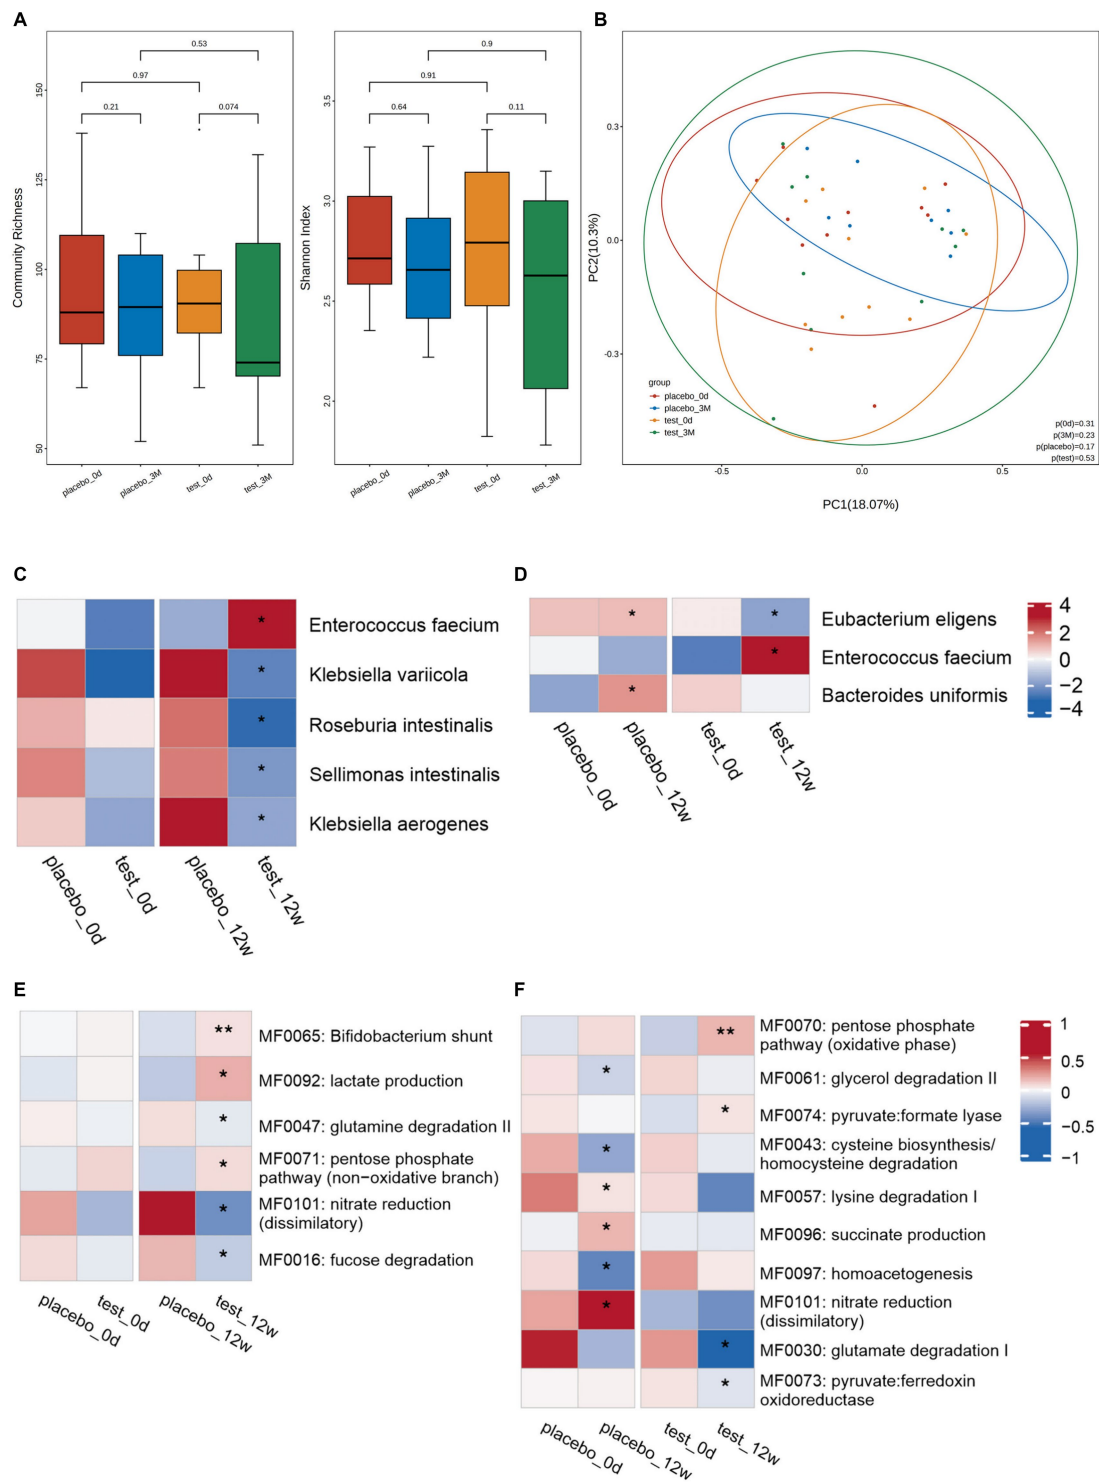 A
B
0.53
0.97
0.21
0.074
150
125
100
75
50
Community Richness
placebo_0d
placebo_3M
test_0d
test_3M
0.9
0.91
0.64
0.11
3.5
3.0
2.5
2.0
Shannon Index
placebo_0d
placebo_3M
test_0d
test_3M
0.3
0.0
-0.3
PC2(10.3%)
group
placebo_0d
placebo_3M
test_0d
test_3M
p(0d)=0.31
p(3M)=0.23
p(placebo)=0.17
p(test)=0.53
-0.5
0.0
0.5
PC1(18.07%)
C
* Enterococcus faecium
* Klebsiella variicola
* Roseburia intestinalis
* Sellimonas intestinalis
* Klebsiella aerogenes
placebo_0d
test_0d
placebo_12w
test_12w
D
* * Eubacterium eligens
* Enterococcus faecium
* Bacteroides uniformis
placebo_0d
placebo_12w
test_0d
test_12w
4
2
0
−2
−4
E
** MF0065: Bifidobacterium shunt
* MF0092: lactate production
* MF0047: glutamine degradation II
* MF0071: pentose phosphate
pathway (non−oxidative branch)
* MF0101: nitrate reduction
(dissimilatory)
* MF0016: fucose degradation
placebo_0d
test_0d
placebo_12w
test_12w
F
** MF0070: pentose phosphate
pathway (oxidative phase)
* MF0061: glycerol degradation II
* MF0074: pyruvate:formate lyase
* MF0043: cysteine biosynthesis/
homocysteine degradation
* MF0057: lysine degradation I
* MF0096: succinate production
* MF0097: homoacetogenesis
* MF0101: nitrate reduction
(dissimilatory)
* MF0030: glutamate degradation I
* MF0073: pyruvate:ferredoxin
oxidoreductase
placebo_0d
placebo_12w
test_0d
test_12w
1
0.5
0
−0.5
−1